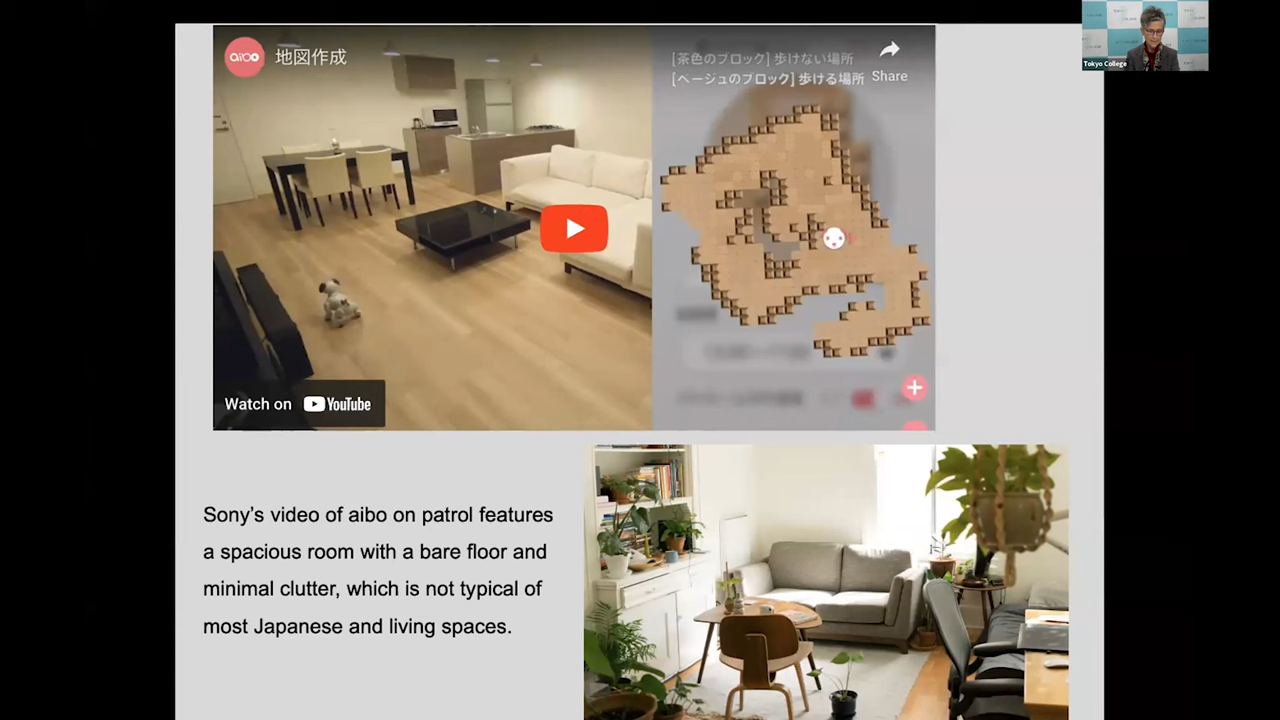 aibo
地図作成
[茶色のブロック] 歩けない場所
[ベージュのブロック] 歩ける場所
Share
Tokyo College
Watch on YouTube
Sony's video of aibo on patrol features
a spacious room with a bare floor and
minimal clutter, which is not typical of
most Japanese and living spaces.